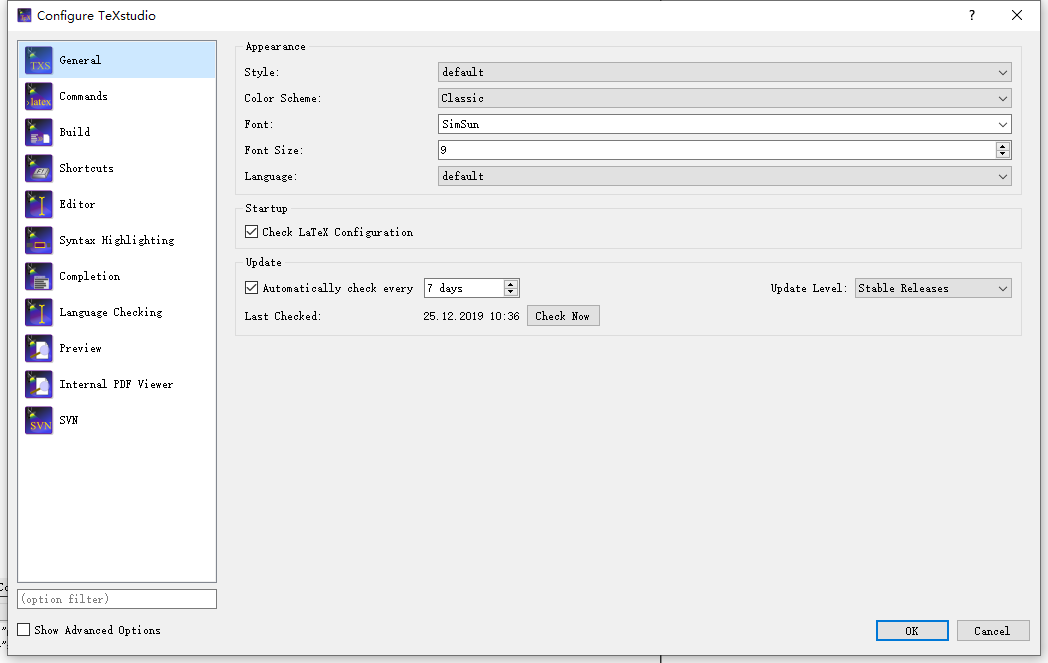 Configure TeXstudio
?
TXS General
›latex Commands
Build
Shortcuts
Editor
Syntax Highlighting
Completion
Language Checking
Preview
Internal PDF Viewer
SVN SVN
(option filter)
Show Advanced Options
Appearance
Style: default
Color Scheme: Classic
Font: SimSun
Font Size: 9
Language: default
Startup
Check LaTeX Configuration
Update
Automatically check every 7 days Update Level: Stable Releases
Last Checked: 25.12.2019 10:36 Check Now
OK Cancel